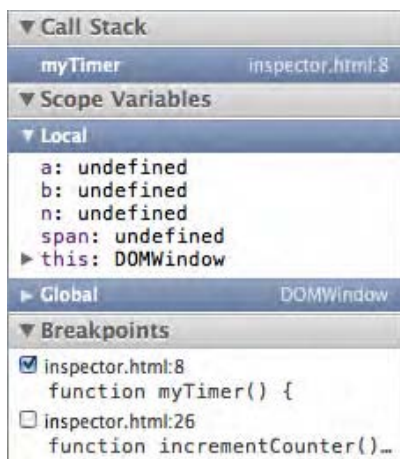 Call Stack
myTimer inspector.html:8
Scope Variables
Local
a: undefined
b: undefined
n: undefined
span: undefined
this: DOMWindow
Global DOMWindow
Breakpoints
inspector.html:8
function myTimer() {
inspector.html:26
function incrementCounter()…